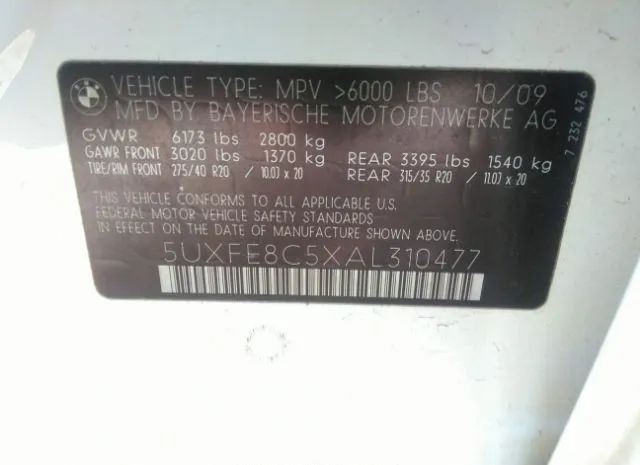 BMW
VEHICLE TYPE: MPV >6000 LBS 10/09
MFD BY BAYERISCHE MOTORENWERKE AG
GVWR 6173 lbs 2800 kg
GAWR FRONT 3020 lbs 1370 kg REAR 3395 lbs 1540 kg
TIRE/RIM FRONT 275/40 R20 / 10.0J x 20 REAR 315/35 R20 / 11.0J x 20
THIS VEHICLE CONFORMS TO ALL APPLICABLE U.S.
FEDERAL MOTOR VEHICLE SAFETY STANDARDS
IN EFFECT ON THE DATE OF MANUFACTURE SHOWN ABOVE.
5UXFE8C5XAL310477
7 232 476